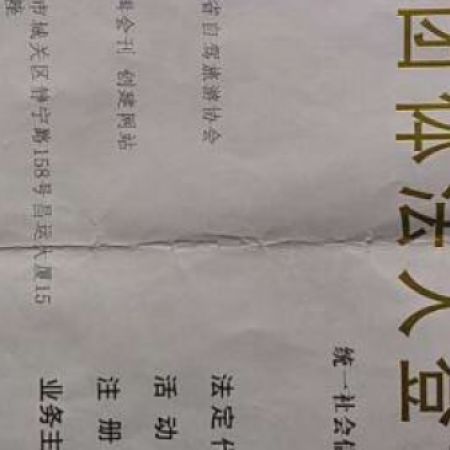 团体法人登
统一社会信
省自驾旅游协会
法定代
活动
会刊 创建网站
注册
市城关区静宁路158号昌运大厦15
业务主